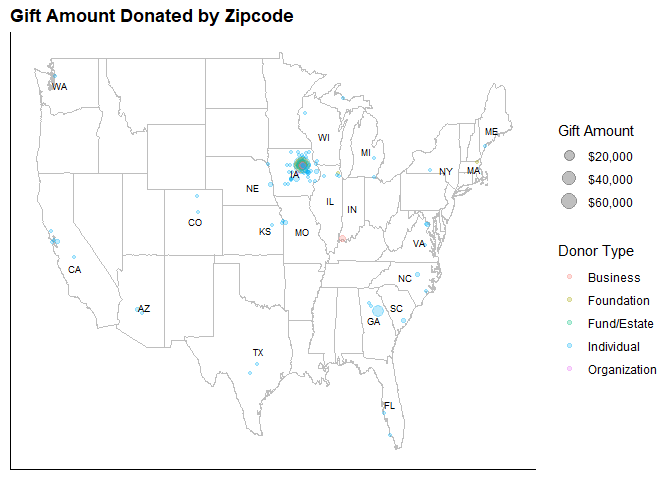 Gift Amount Donated by Zipcode
WA
ME
WI
MI
NY
MA
IA
NE
IL
IN
CO
KS
MO
VA
CA
NC
AZ
SC
GA
TX
FL
Gift Amount
$20,000
$40,000
$60,000
Donor Type
Business
Foundation
Fund/Estate
Individual
Organization